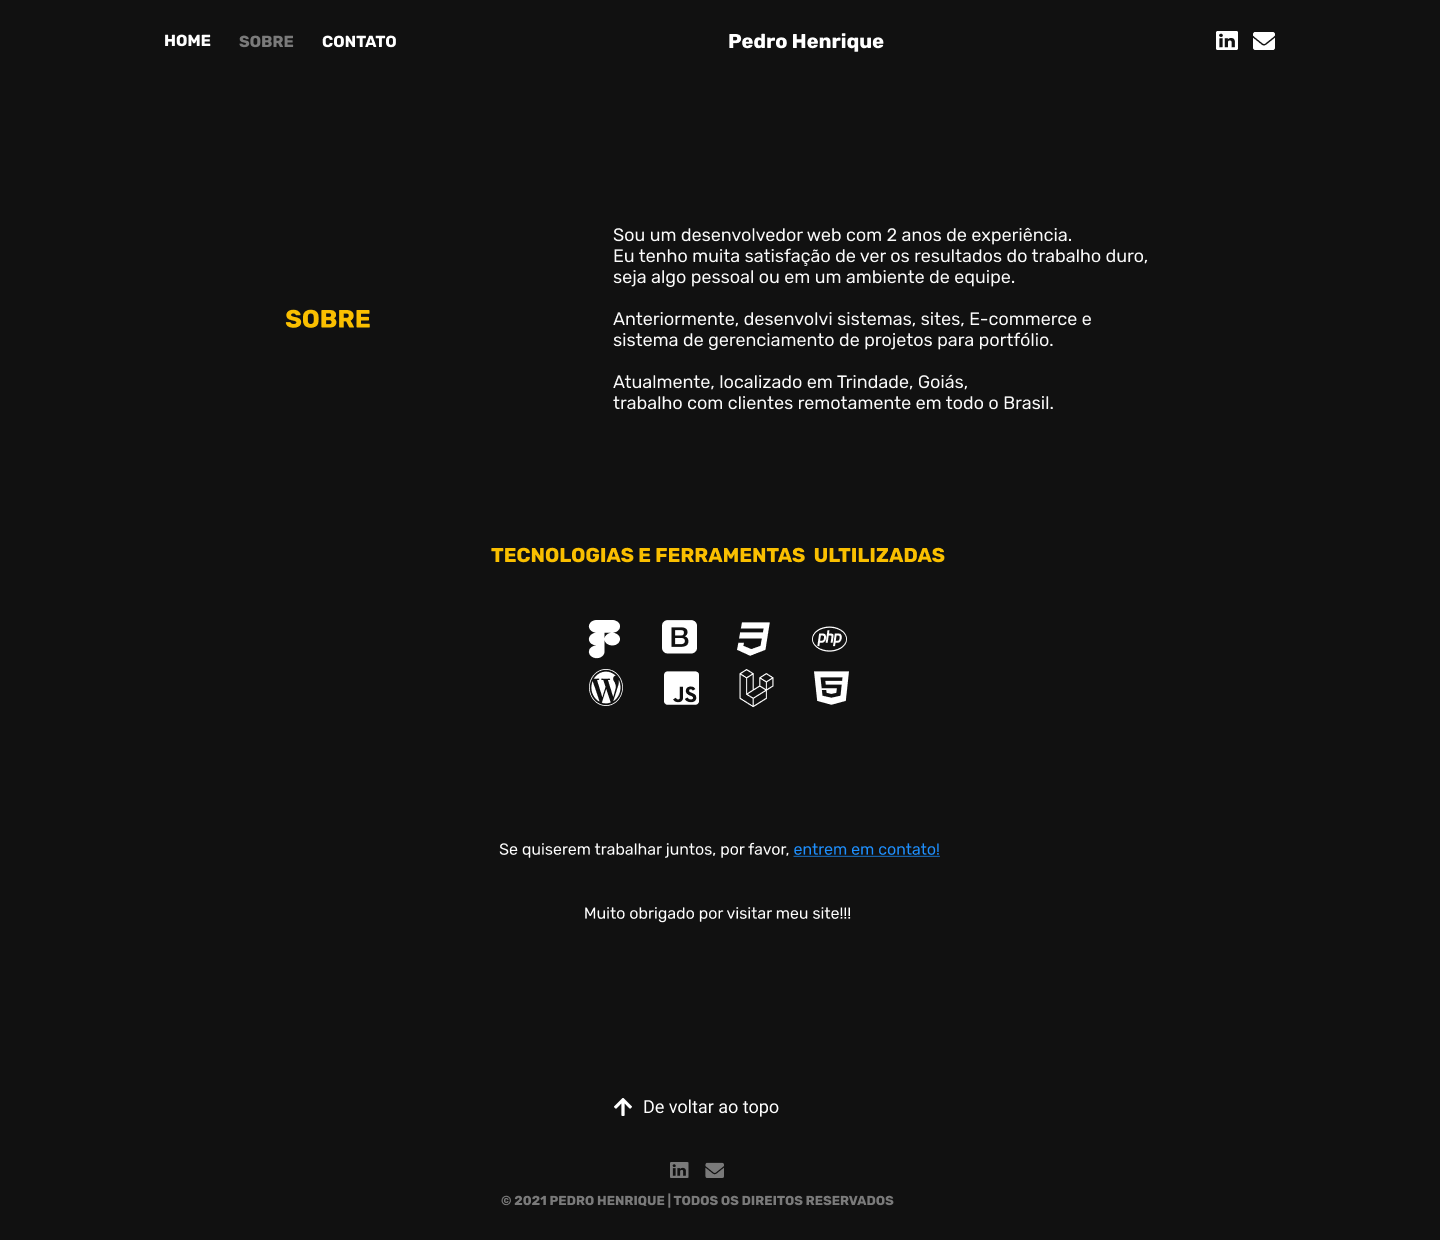 HOME SOBRE CONTATO Pedro Henrique in
Sou um desenvolvedor web com 2 anos de experiência.
Eu tenho muita satisfação de ver os resultados do trabalho duro,
seja algo pessoal ou em um ambiente de equipe.
SOBRE
Anteriormente, desenvolvi sistemas, sites, E-commerce e
sistema de gerenciamento de projetos para portfólio.
Atualmente, localizado em Trindade, Goiás,
trabalho com clientes remotamente em todo o Brasil.
TECNOLOGIAS E FERRAMENTAS ULTILIZADAS
B 3 php
W JS 5
Se quiserem trabalhar juntos, por favor, entrem em contato!
Muito obrigado por visitar meu site!!!
De voltar ao topo
in
© 2021 PEDRO HENRIQUE | TODOS OS DIREITOS RESERVADOS